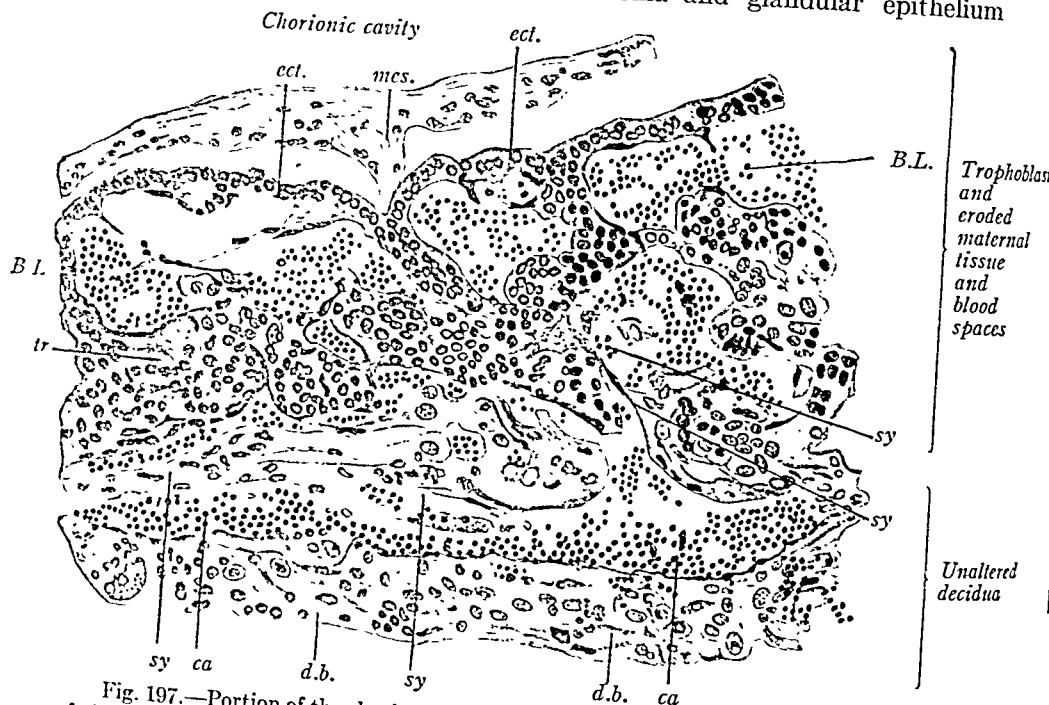 and glandular epithelium
Chorionic cavity
ect.
ect.
mes.
B.L.
Trophoblas
and
eroded
maternal
tissue
and
blood
spaces
B L
tr
sy
sy
Unaltered
decidua
sy
ca
d.b.
sy
d.b.
ca
Fig. 197.—Portion of the